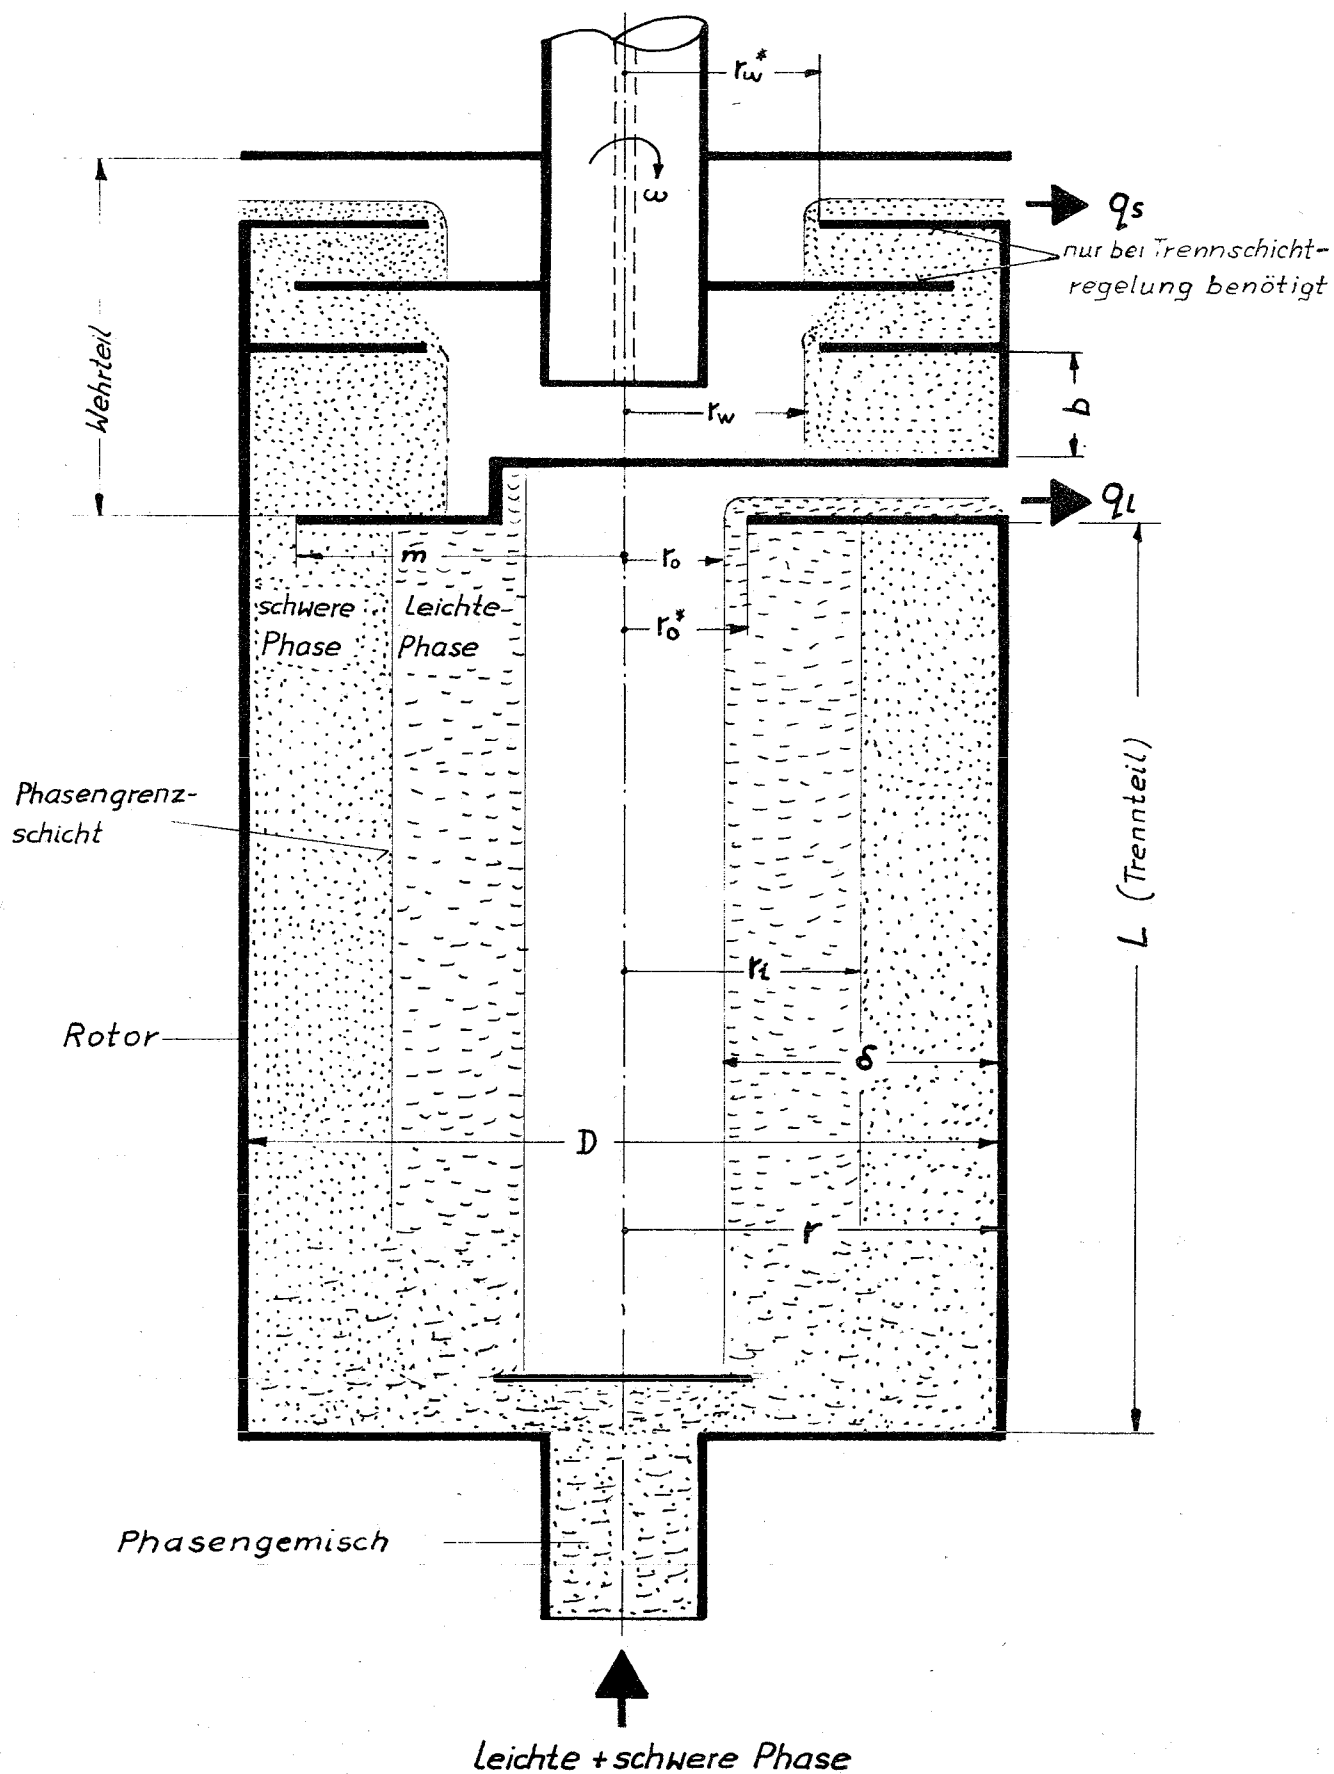 r_w*
ω
q_s
nur bei Trennschicht-
regelung benötigt
Wehrteil
b
r_w
q_l
m
r_o
schwere
Phase
Leichte
Phase
r_o*
Phasengrenz-
schicht
L (Trennteil)
r_i
Rotor
δ
D
r
Phasengemisch
Leichte + schwere Phase